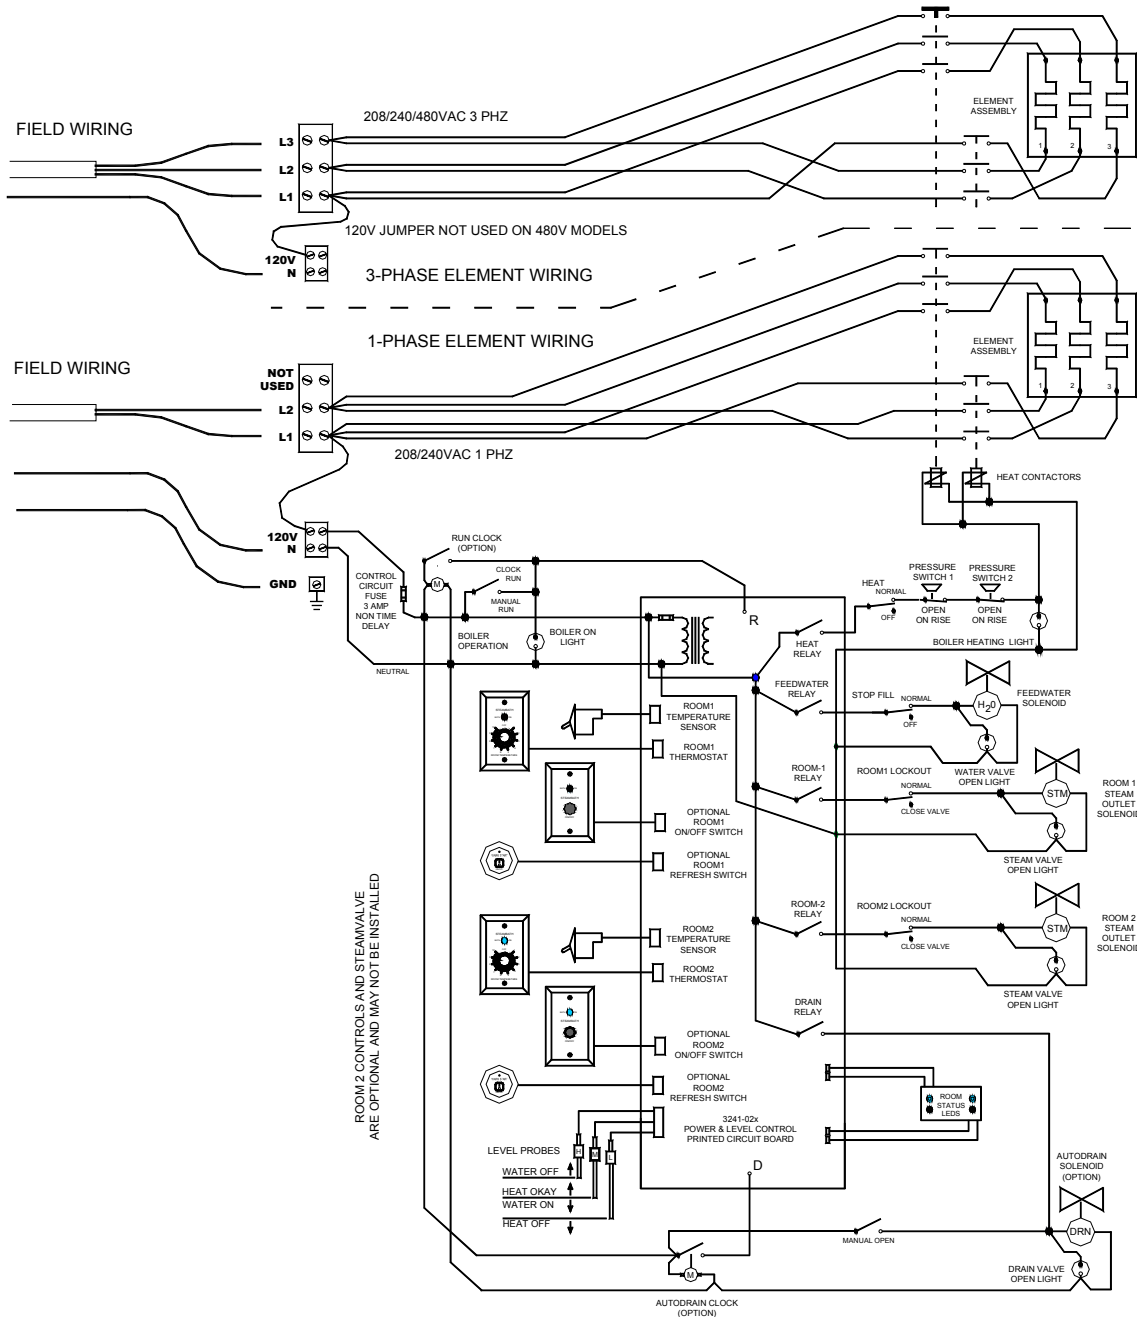 208/240/480VAC 3 PHZ
FIELD WIRING
L3
L2
L1
ELEMENT
ASSEMBLY
1
2
3
120V JUMPER NOT USED ON 480V MODELS
120V
N
3-PHASE ELEMENT WIRING
1-PHASE ELEMENT WIRING
FIELD WIRING
NOT
USED
L2
L1
ELEMENT
ASSEMBLY
1
2
3
208/240VAC 1 PHZ
HEAT CONTACTORS
120V
N
GND
RUN CLOCK
(OPTION)
M
CLOCK
RUN
MANUAL
RUN
CONTROL
CIRCUIT
FUSE
3 AMP
NON TIME
DELAY
BOILER
OPERATION
BOILER ON
LIGHT
NEUTRAL
R
HEAT
RELAY
HEAT
NORMAL
OFF
PRESSURE
SWITCH 1
OPEN
ON RISE
PRESSURE
SWITCH 2
OPEN
ON RISE
BOILER HEATING LIGHT
FEEDWATER
RELAY
STOP FILL
NORMAL
OFF
H20
FEEDWATER
SOLENOID
WATER VALVE
OPEN LIGHT
ROOM1
TEMPERATURE
SENSOR
ROOM1
THERMOSTAT
ROOM-1
RELAY
ROOM1 LOCKOUT
NORMAL
CLOSE VALVE
STM
ROOM 1
STEAM
OUTLET
SOLENOID
STEAM VALVE
OPEN LIGHT
OPTIONAL
ROOM1
ON/OFF SWITCH
OPTIONAL
ROOM1
REFRESH SWITCH
ROOM 2 CONTROLS AND STEAMVALVE
ARE OPTIONAL AND MAY NOT BE INSTALLED
ROOM2
TEMPERATURE
SENSOR
ROOM2
THERMOSTAT
ROOM-2
RELAY
ROOM2 LOCKOUT
NORMAL
CLOSE VALVE
STM
ROOM 2
STEAM
OUTLET
SOLENOID
STEAM VALVE
OPEN LIGHT
DRAIN
RELAY
OPTIONAL
ROOM2
ON/OFF SWITCH
OPTIONAL
ROOM2
REFRESH SWITCH
3241-02x
POWER & LEVEL CONTROL
PRINTED CIRCUIT BOARD
ROOM
STATUS
LEDS
LEVEL PROBES
H
M
L
WATER OFF
HEAT OKAY
WATER ON
HEAT OFF
D
AUTODRAIN
SOLENOID
(OPTION)
DRN
MANUAL OPEN
DRAIN VALVE
OPEN LIGHT
M
AUTODRAIN CLOCK
(OPTION)